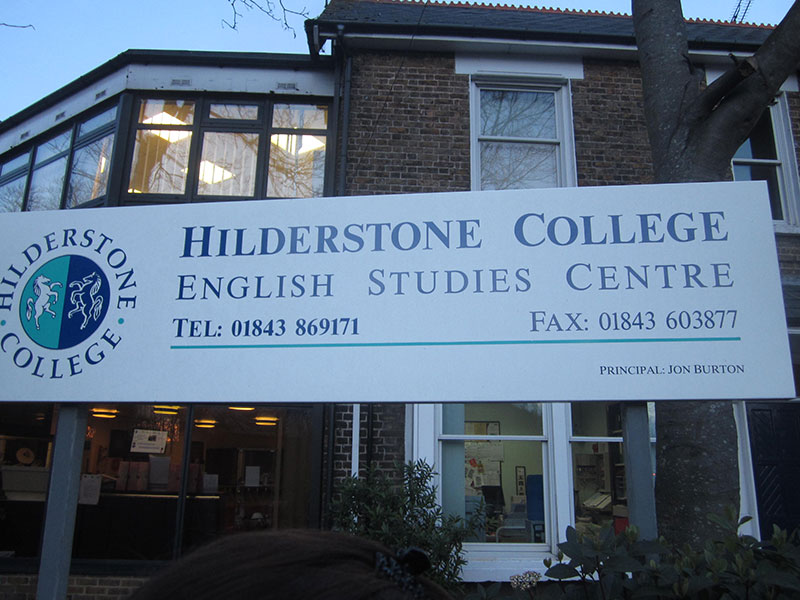 HILDERSTONE COLLEGE
HILDERSTONE COLLEGE
ENGLISH STUDIES CENTRE
TEL: 01843 869171 FAX: 01843 603877
PRINCIPAL: JON BURTON